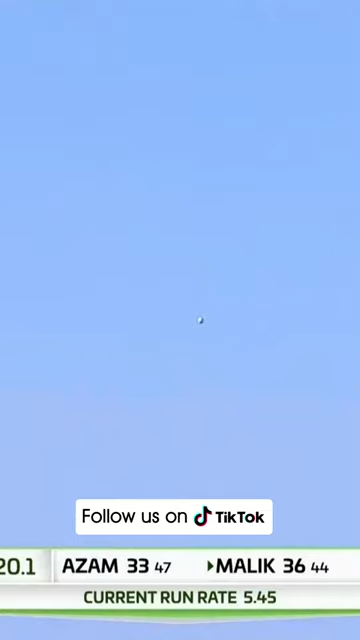 Follow us on TikTok
20.1 AZAM 33 47 MALIK 36 44
CURRENT RUN RATE 5.45